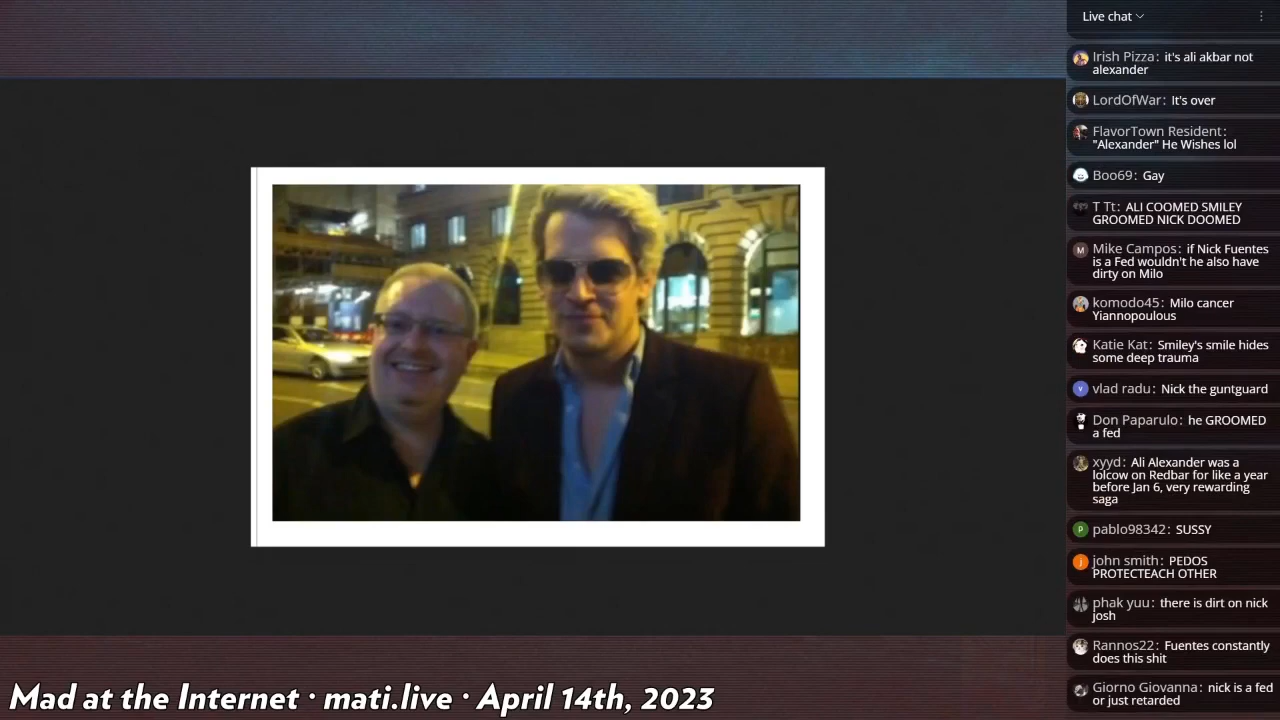 Live chat
Irish Pizza: it's ali akbar not
alexander
LordOfWar: It's over
FlavorTown Resident:
"Alexander" He Wishes lol
Boo69: Gay
T Tt: ALI COOMED SMILEY
GROOMED NICK DOOMED
M
Mike Campos: if Nick Fuentes
is a Fed wouldn't he also have
dirty on Milo
komodo45: Milo cancer
Yiannopoulous
Katie Kat: Smiley's smile hides
some deep trauma
v
vlad radu: Nick the guntguard
Don Paparulo: he GROOMED
a fed
xyyd: Ali Alexander was a
lolcow on Redbar for like a year
before Jan 6, very rewarding
saga
p
pablo98342: SUSSY
j
john smith: PEDOS
PROTECTEACH OTHER
phak yuu: there is dirt on nick
josh
Rannos22: Fuentes constantly
does this shit
Giorno Giovanna: nick is a fed
or just retarded
Mad at the Internet · mati.live · April 14th, 2023